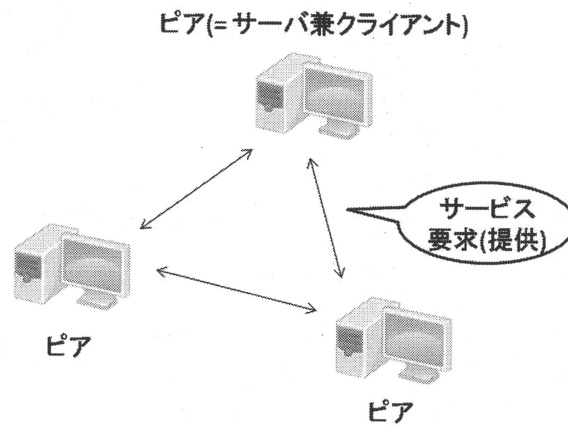 ピア(=サーバ兼クライアント)
サービス
要求(提供)
ピア
ピア